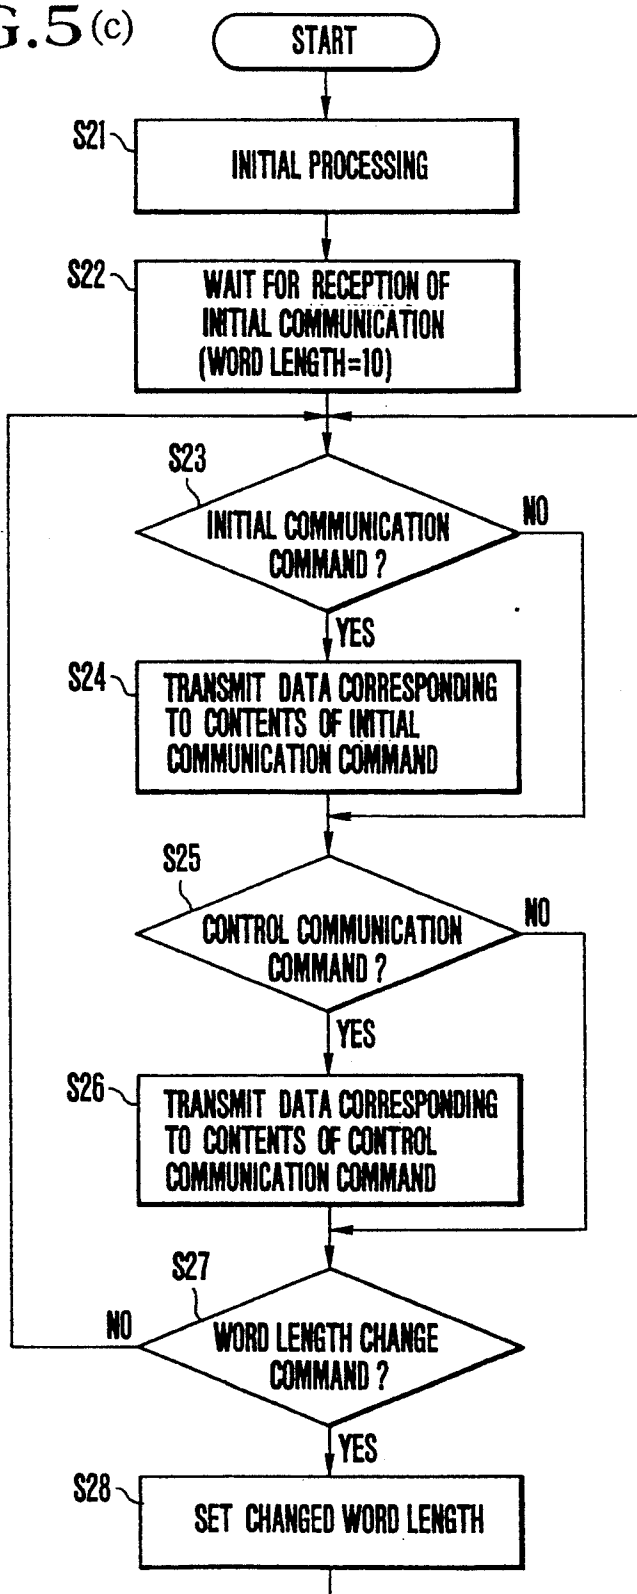 G.5 (c)
START
S21
INITIAL PROCESSING
S22
WAIT FOR RECEPTION OF
INITIAL COMMUNICATION
(WORD LENGTH=10)
S23
INITIAL COMMUNICATION
COMMAND ?
NO
YES
S24
TRANSMIT DATA CORRESPONDING
TO CONTENTS OF INITIAL
COMMUNICATION COMMAND
S25
CONTROL COMMUNICATION
COMMAND ?
NO
YES
S26
TRANSMIT DATA CORRESPONDING
TO CONTENTS OF CONTROL
COMMUNICATION COMMAND
S27
NO
WORD LENGTH CHANGE
COMMAND ?
YES
S28
SET CHANGED WORD LENGTH